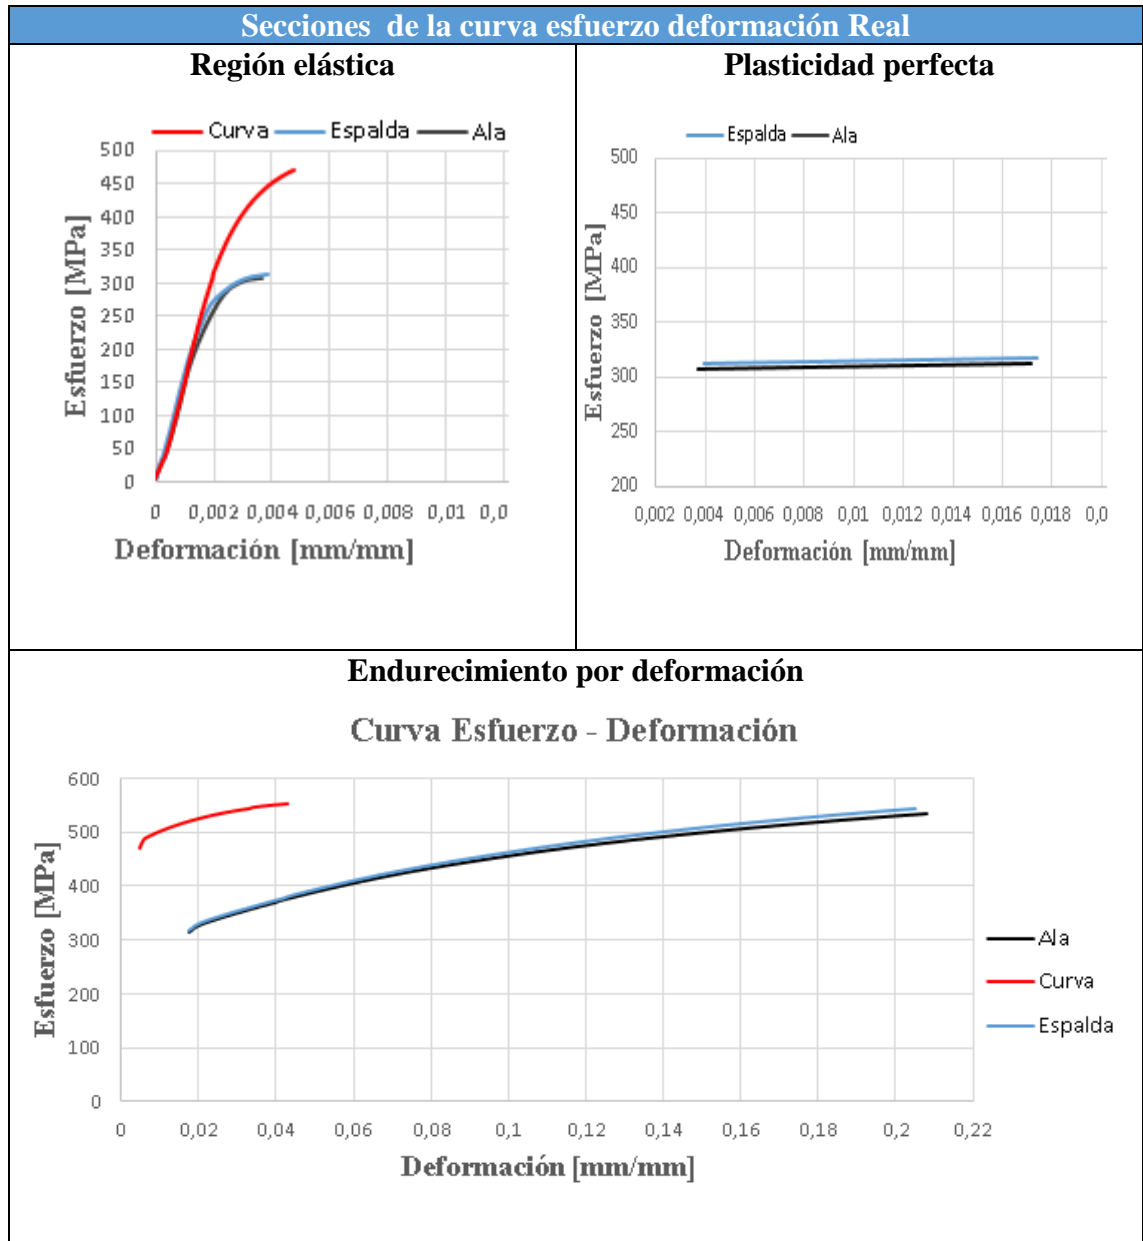 Secciones de la curva esfuerzo deformación Real
Región elástica
Curva Espalda Ala
Esfuerzo [MPa]
500
450
400
350
300
250
200
150
100
50
0
0 0,002 0,004 0,006 0,008 0,01 0,0
Deformación [mm/mm]
Plasticidad perfecta
Espalda Ala
Esfuerzo [MPa]
500
450
400
350
300
250
200
0,002 0,004 0,006 0,008 0,01 0,012 0,014 0,016 0,018 0,0
Deformación [mm/mm]
Endurecimiento por deformación
Curva Esfuerzo - Deformación
Esfuerzo [MPa]
600
500
400
300
200
100
0
0 0,02 0,04 0,06 0,08 0,1 0,12 0,14 0,16 0,18 0,2 0,22
Deformación [mm/mm]
Ala
Curva
Espalda